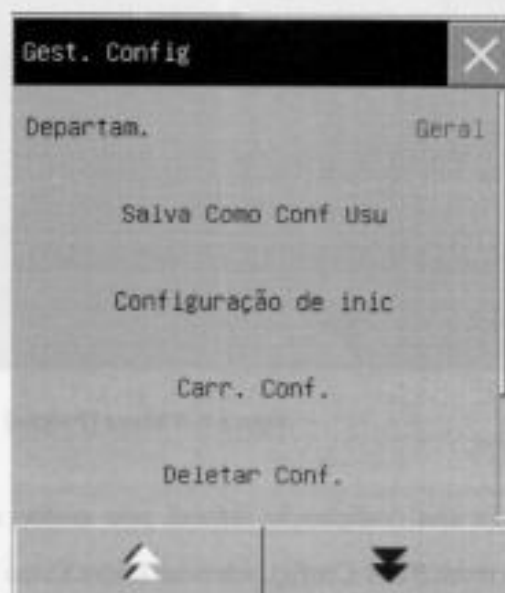 Gest. Config
Departam. Geral
Salva Como Conf Usu
Configuração de inic
Carr. Conf.
Deletar Conf.